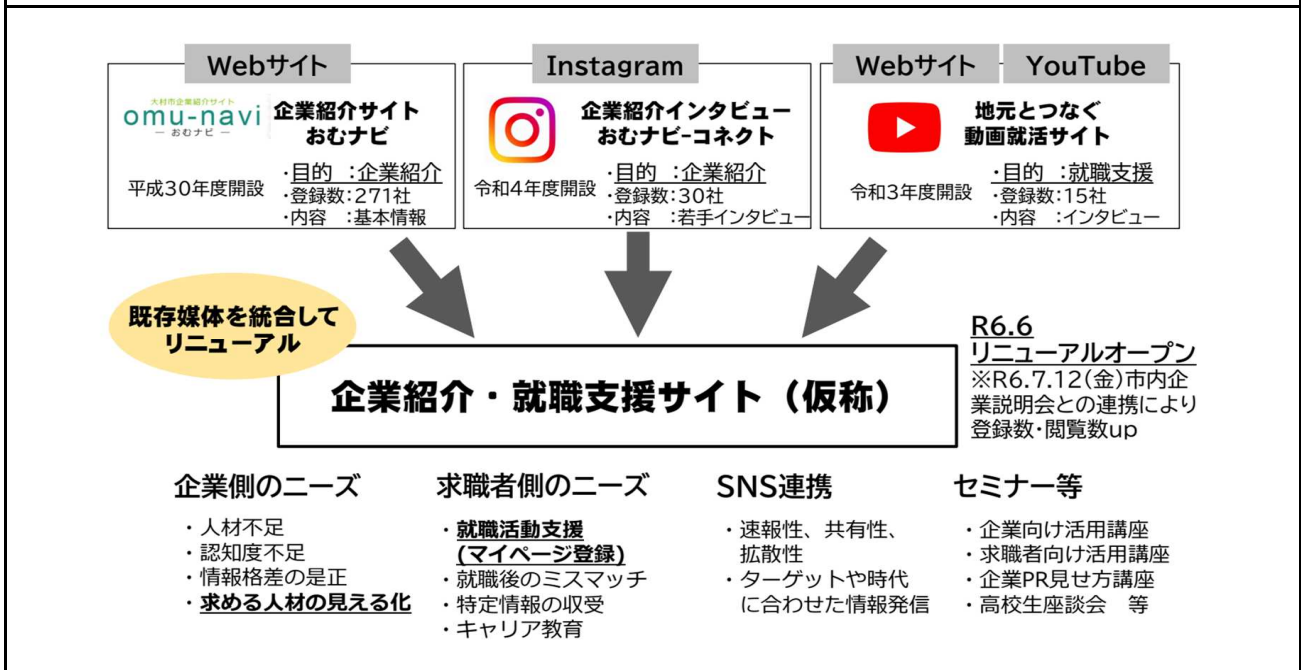 Webサイト
大村市企業紹介サイト
omu-navi
― おむナビ ―
企業紹介サイト
おむナビ
平成30年度開設
・目的 ：企業紹介
・登録数：271社
・内容 ：基本情報
Instagram
企業紹介インタビュー
おむナビ-コネクト
令和4年度開設
・目的 ：企業紹介
・登録数：30社
・内容 ：若手インタビュー
Webサイト
YouTube
地元とつなぐ
動画就活サイト
令和3年度開設
・目的 ：就職支援
・登録数：15社
・内容 ：インタビュー
既存媒体を統合して
リニューアル
企業紹介・就職支援サイト（仮称）
R6.6
リニューアルオープン
※R6.7.12(金)市内企
業説明会との連携により
登録数・閲覧数up
企業側のニーズ
・人材不足
・認知度不足
・情報格差の是正
・求める人材の見える化
求職者側のニーズ
・就職活動支援
(マイページ登録)
・就職後のミスマッチ
・特定情報の収受
・キャリア教育
SNS連携
・速報性、共有性、
拡散性
・ターゲットや時代
に合わせた情報発信
セミナー等
・企業向け活用講座
・求職者向け活用講座
・企業PR見せ方講座
・高校生座談会　等